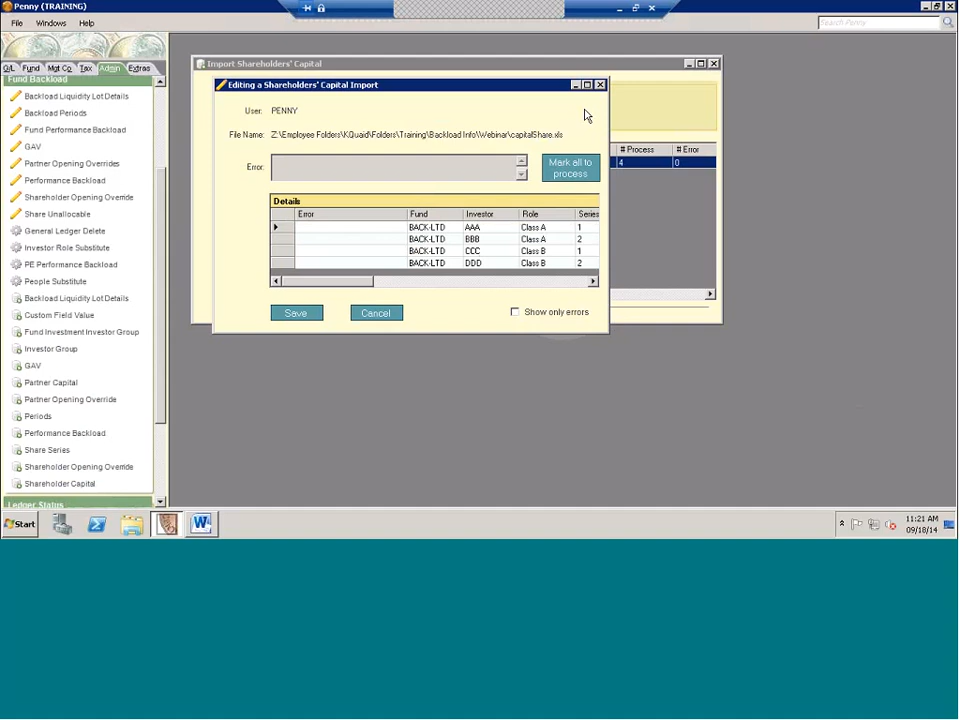 Penny (TRAINING)
File Windows Help
Search Penny
G/L Fund Mgt Co Tax Admin Extras
Fund Backload
Backload Liquidity Lot Details
Backload Periods
Fund Performance Backload
GAV
Partner Opening Overrides
Performance Backload
Shareholder Opening Override
Share Unallocable
General Ledger Delete
Investor Role Substitute
PE Performance Backload
People Substitute
Backload Liquidity Lot Details
Custom Field Value
Fund Investment Investor Group
Investor Group
GAV
Partner Capital
Partner Opening Override
Periods
Performance Backload
Share Series
Shareholder Opening Override
Shareholder Capital
Ledger Status
Import Shareholders' Capital
# Process # Error
4 0
Editing a Shareholders' Capital Import
User: PENNY
File Name: Z:\Employee Folders\KQuaid\Folders\Training\Backload Info\Webinar\capitalShare.xls
Error:
Mark all to
process
Details
Error Fund Investor Role Series
BACK-LTD AAA Class A 1
BACK-LTD BBB Class A 2
BACK-LTD CCC Class B 1
BACK-LTD DDD Class B 2
Save Cancel Show only errors
Start
11:21 AM
09/18/14